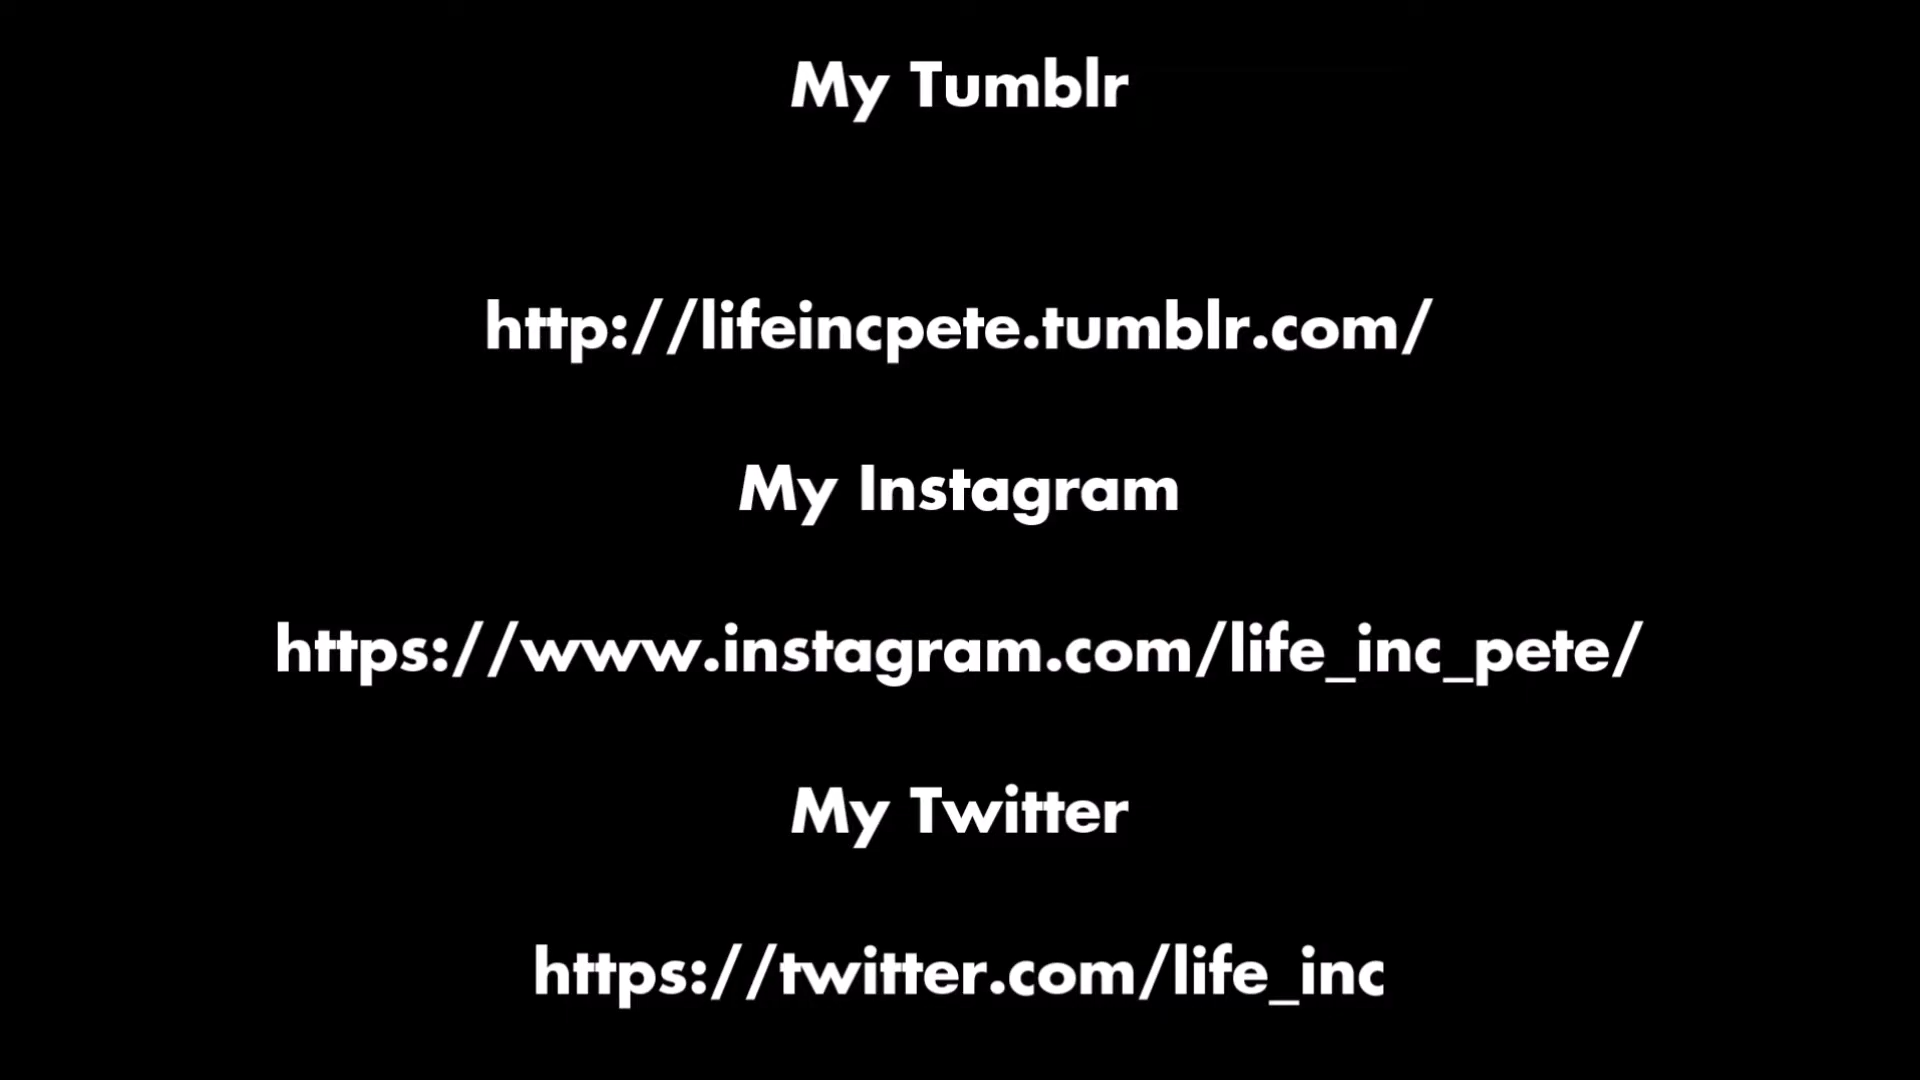 My Tumblr
http://lifeincpete.tumblr.com/
My Instagram
https://www.instagram.com/life_inc_pete/
My Twitter
https://twitter.com/life_inc